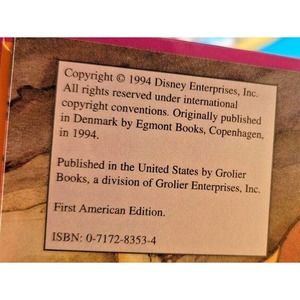 Copyright © 1994 Disney Enterprises, Inc.
All rights reserved under international
copyright conventions. Originally published
in Denmark by Egmont Books, Copenhagen,
in 1994.
Published in the United States by Grolier
Books, a division of Grolier Enterprises, Inc.
First American Edition.
ISBN: 0-7172-8353-4